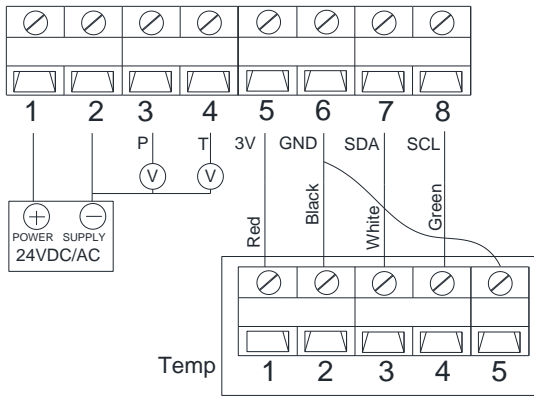 1 2 3 4 5 6 7 8
P T 3V GND SDA SCL
V V
Red Black White Green
POWER SUPPLY
24VDC/AC
Temp
1 2 3 4 5